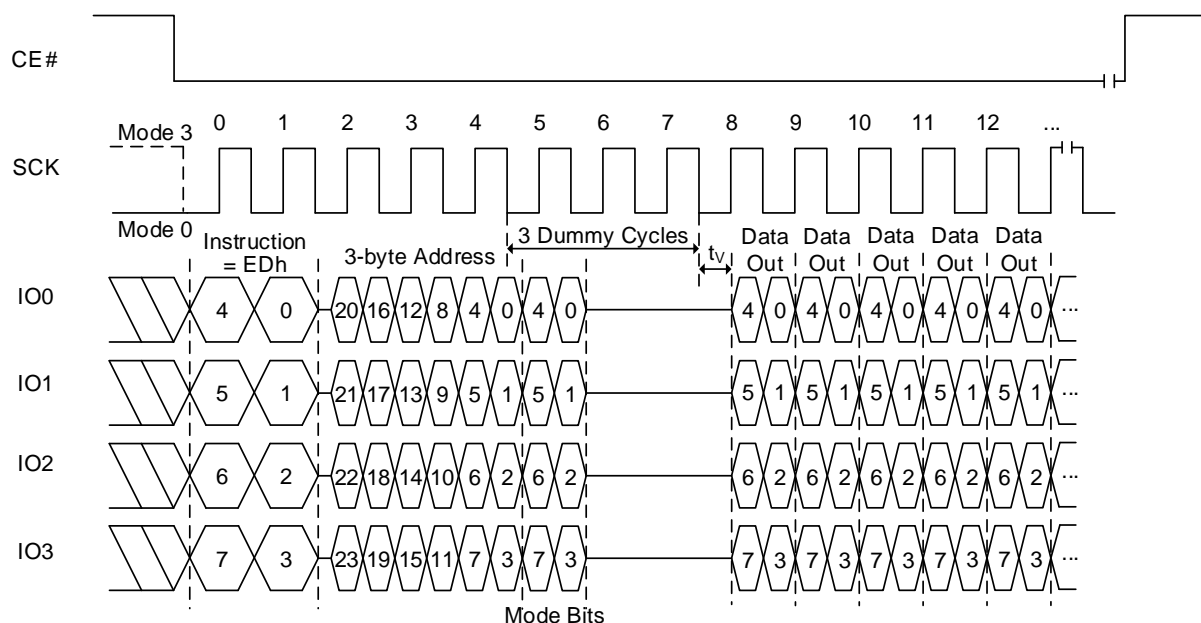 CE#
0 1 2 3 4 5 6 7 8 9 10 11 12 ...
Mode 3
SCK
Mode 0
3 Dummy Cycles
Instruction
= EDh
3-byte Address
tV
Data Out
Data Out
Data Out
Data Out
Data Out
IO0
4 0 20 16 12 8 4 0 4 0 4 0 4 0 4 0 4 0 4 0 ...
IO1
5 1 21 17 13 9 5 1 5 1 5 1 5 1 5 1 5 1 5 1 ...
IO2
6 2 22 18 14 10 6 2 6 2 6 2 6 2 6 2 6 2 6 2 ...
IO3
7 3 23 19 15 11 7 3 7 3 7 3 7 3 7 3 7 3 7 3 ...
Mode Bits